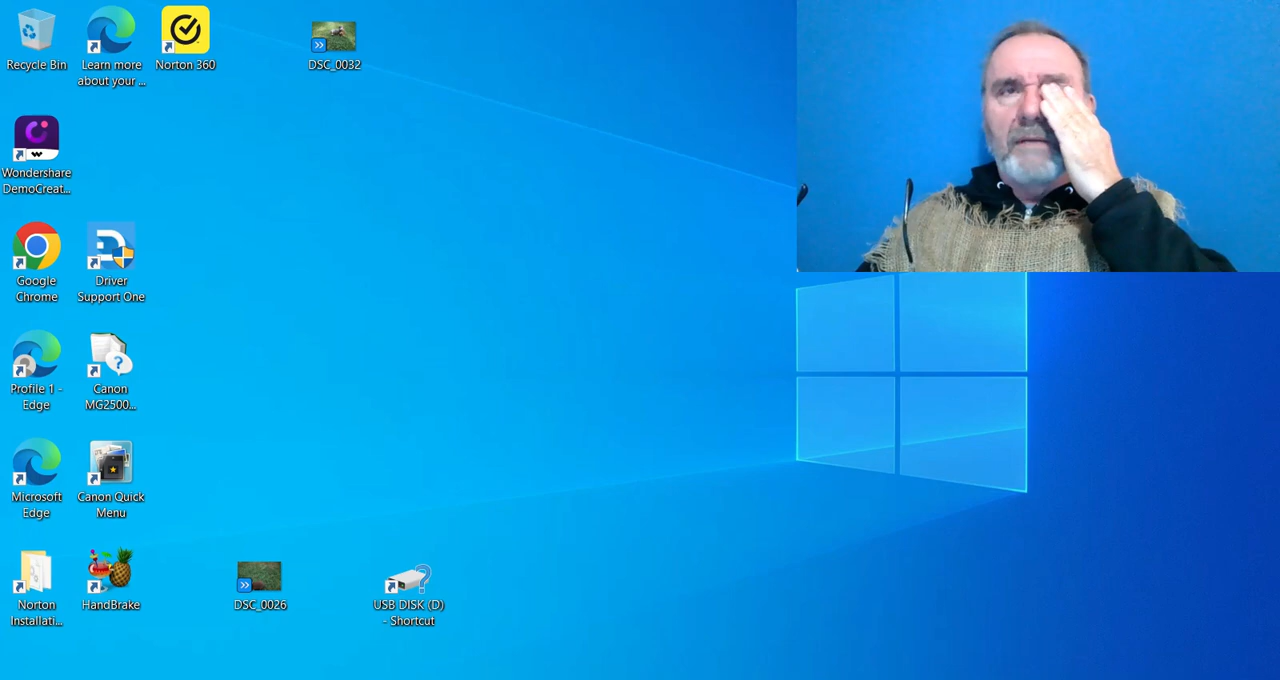 Recycle Bin
Learn more
about your ...
Norton 360
DSC_0032
Wondershare
DemoCreat...
Google
Chrome
Driver
Support One
Profile 1 -
Edge
Canon
MG2500...
Microsoft
Edge
Canon Quick
Menu
Norton
Installati...
HandBrake
DSC_0026
USB DISK (D)
- Shortcut